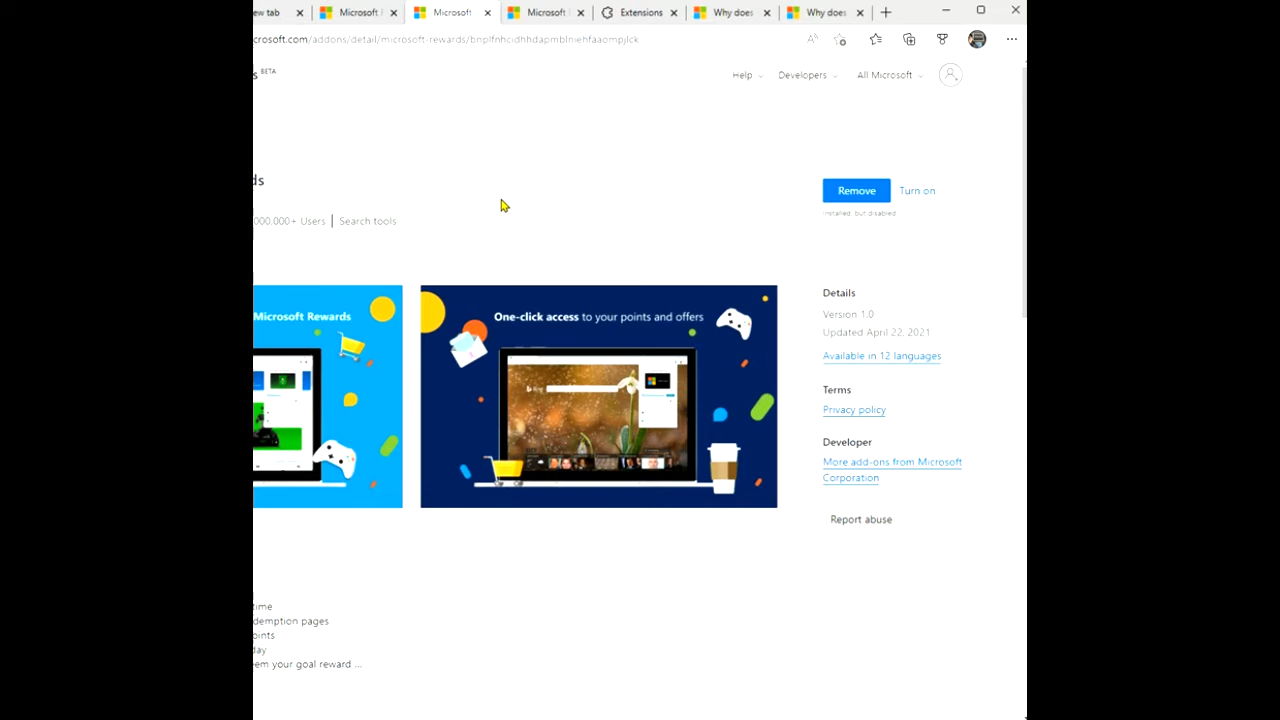 ew tab
Microsoft
Microsoft
Microsoft
Extensions
Why does
Why does
crosoft.com/addons/detail/microsoft-rewards/bnplfnhcidhhdapmblniehfaaompjlck
s BETA
Help
Developers
All Microsoft
ds
Remove
Turn on
Installed, but disabled
000,000+ Users | Search tools
Microsoft Rewards
One-click access to your points and offers
Details
Version 1.0
Updated April 22, 2021
Available in 12 languages
Terms
Privacy policy
Developer
More add-ons from Microsoft
Corporation
Report abuse
time
demption pages
oints
day
eem your goal reward ...